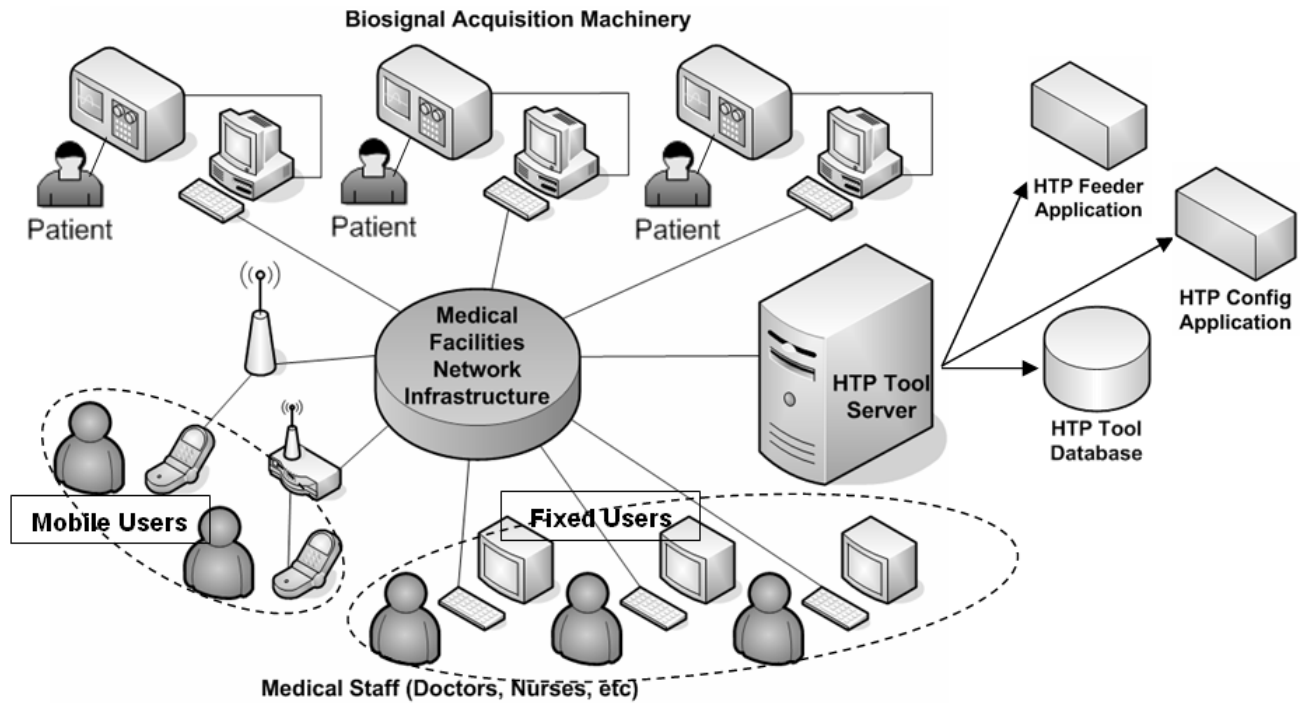 Biosignal Acquisition Machinery
Patient
Patient
Patient
HTP Feeder
Application
HTP Config
Application
Medical
Facilities
Network
Infrastructure
HTP Tool
Server
HTP Tool
Database
Mobile Users
Fixed Users
Medical Staff (Doctors, Nurses, etc)